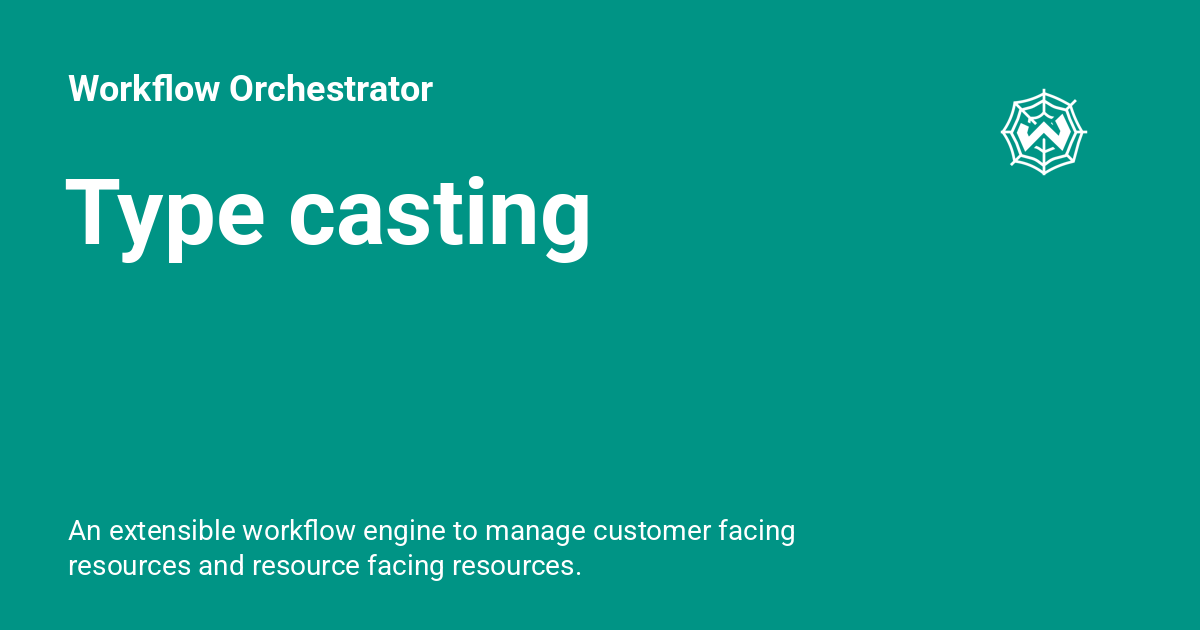 Workflow Orchestrator
Type casting
An extensible workflow engine to manage customer facing
resources and resource facing resources.